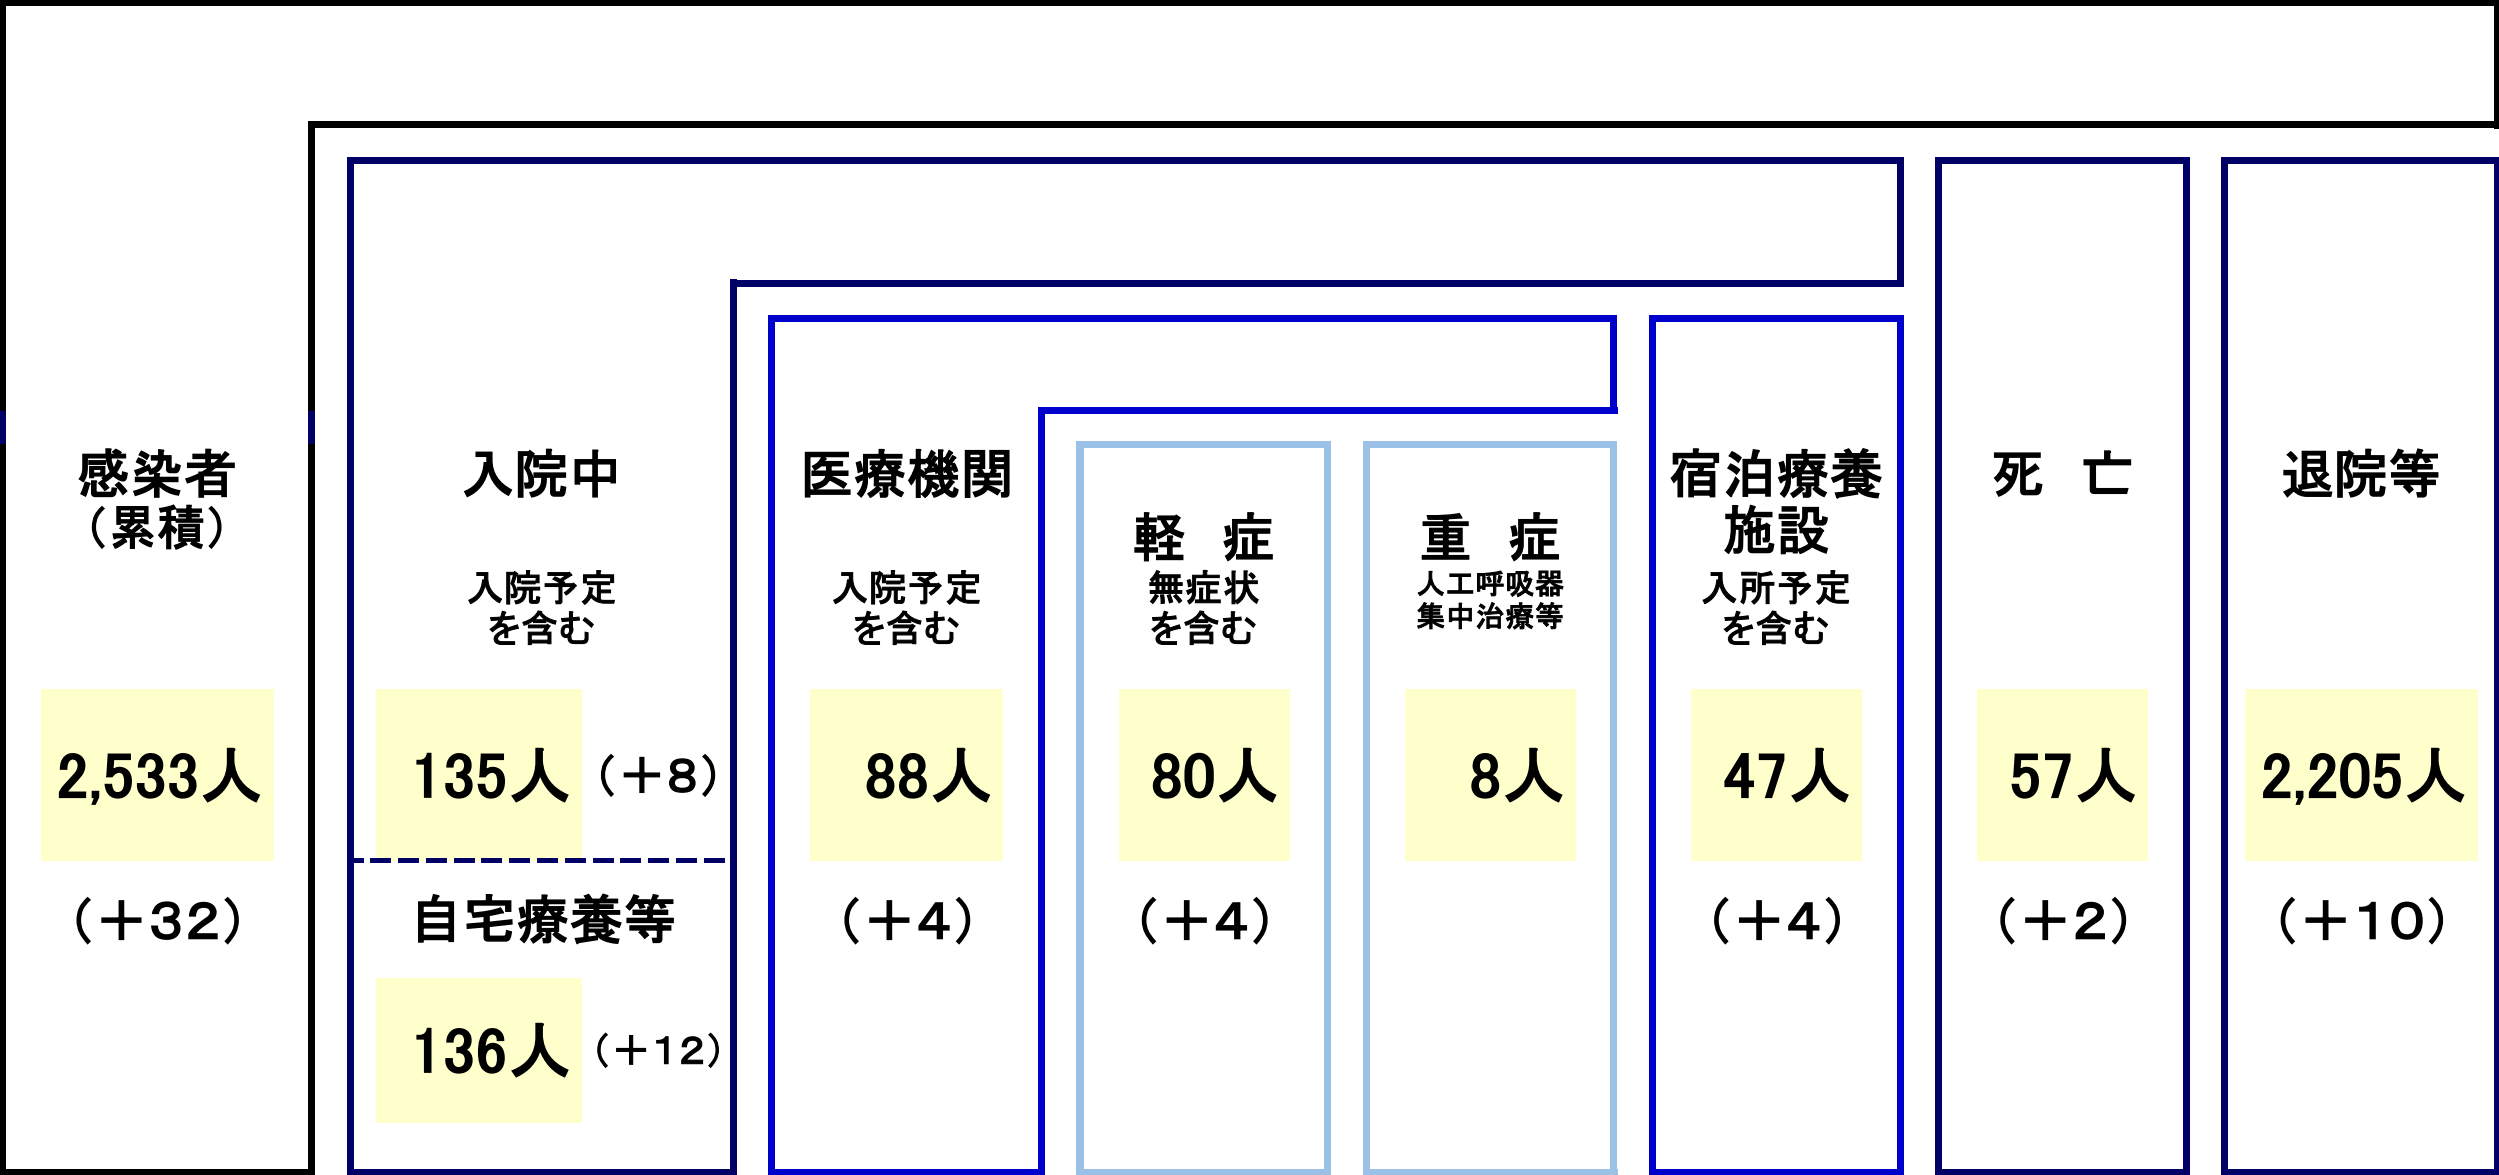 感染者
（累積）
2,533人
（＋32）
入院中
入院予定
を含む
135人（＋8）
自宅療養等
136人（＋12）
医療機関
入院予定
を含む
88人
（＋4）
軽 症
無症状
を含む
80人
（＋4）
重 症
人工呼吸器
集中治療等
8人
宿泊療養
施設
入所予定
を含む
47人
（＋4）
死 亡
57人
（＋2）
退院等
2,205人
（＋10）